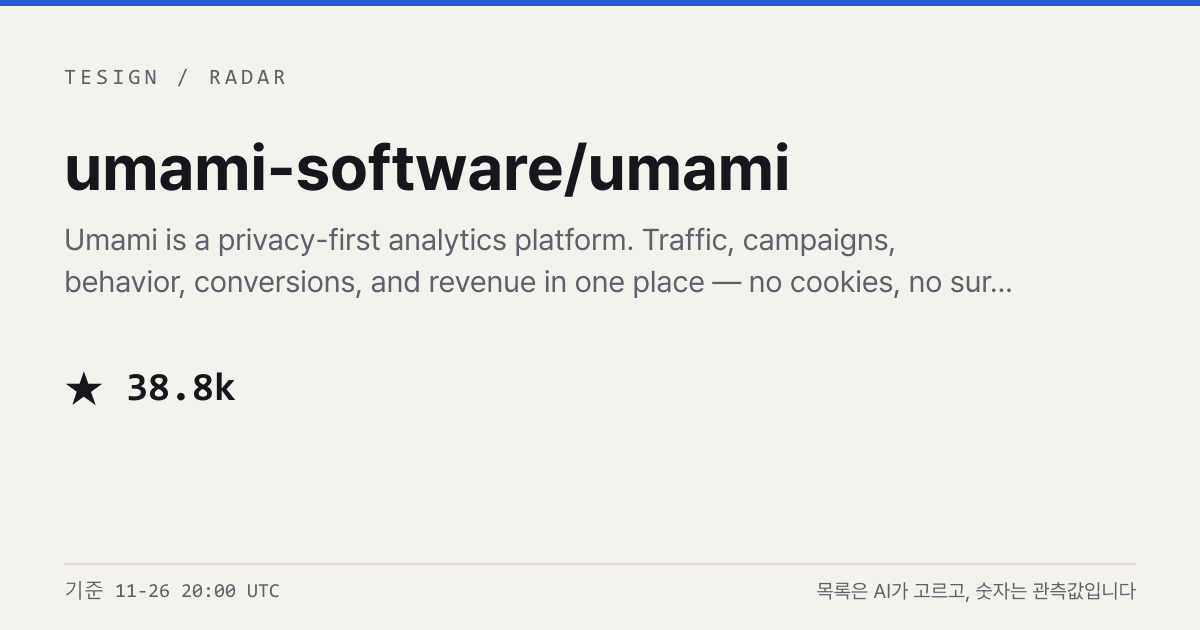 TESIGN / RADAR
umami-software/umami
Umami is a privacy-first analytics platform. Traffic, campaigns,
behavior, conversions, and revenue in one place — no cookies, no sur...
★ 38.8k
기준 11-26 20:00 UTC
목록은 AI가 고르고, 숫자는 관측값입니다